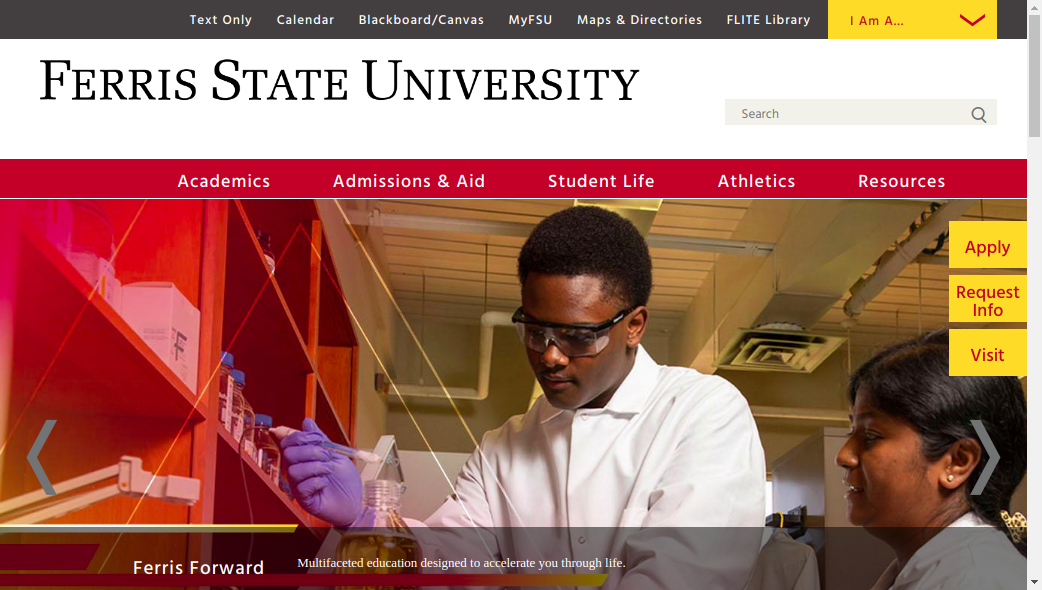 Text Only Calendar Blackboard/Canvas MyFSU Maps & Directories FLITE Library I Am A...
FERRIS STATE UNIVERSITY
Search
Academics Admissions & Aid Student Life Athletics Resources
Apply
Request
Info
Visit
Ferris Forward Multifaceted education designed to accelerate you through life.